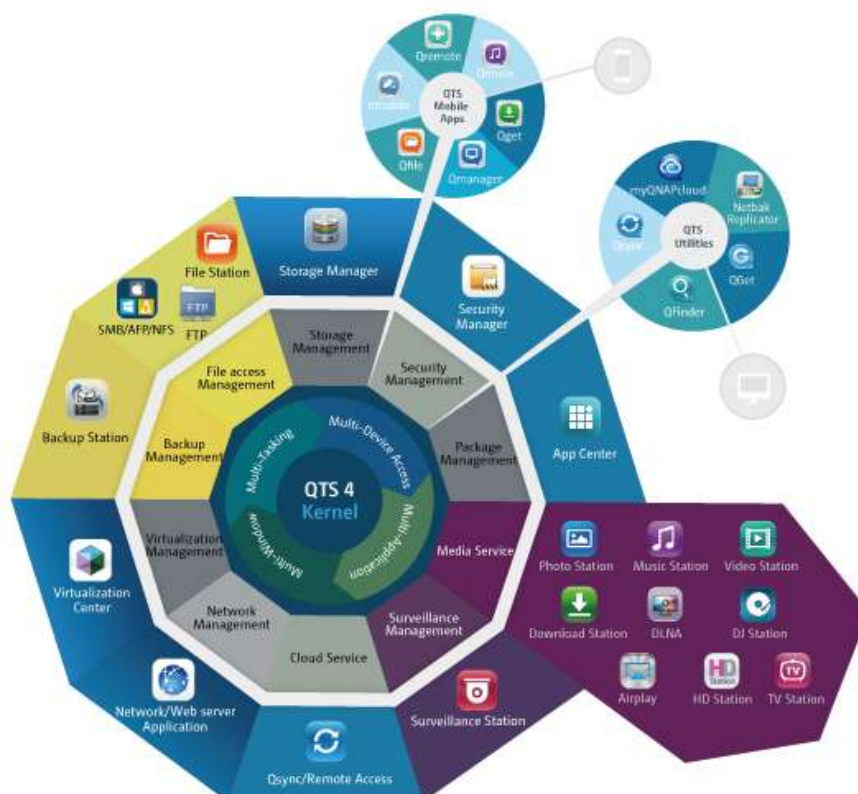 Qremote
Qmusic
QTS
Mobile
Apps
Qget
Qfile
Qmanager
myQNAPcloud
Netbak
Replicator
QTS
Utilities
Qsync
QGet
QFinder
File Station
Storage Manager
SMB/AFP/NFS
FTP
FTP
Security
Manager
Storage
Management
Security
Management
File access
Management
Backup Station
Backup
Management
Multi-Tasking
Multi-Device Access
Package
Management
App Center
QTS 4
Kernel
Multi-Window
Multi-Application
Virtualization
Management
Media Service
Virtualization
Center
Network
Management
Surveillance
Management
Cloud Service
Photo Station
Music Station
Video Station
Download Station
DLNA
DJ Station
Airplay
HD
Station
HD Station
TV
TV Station
Network/Web server
Application
Surveillance Station
Qsync/Remote Access